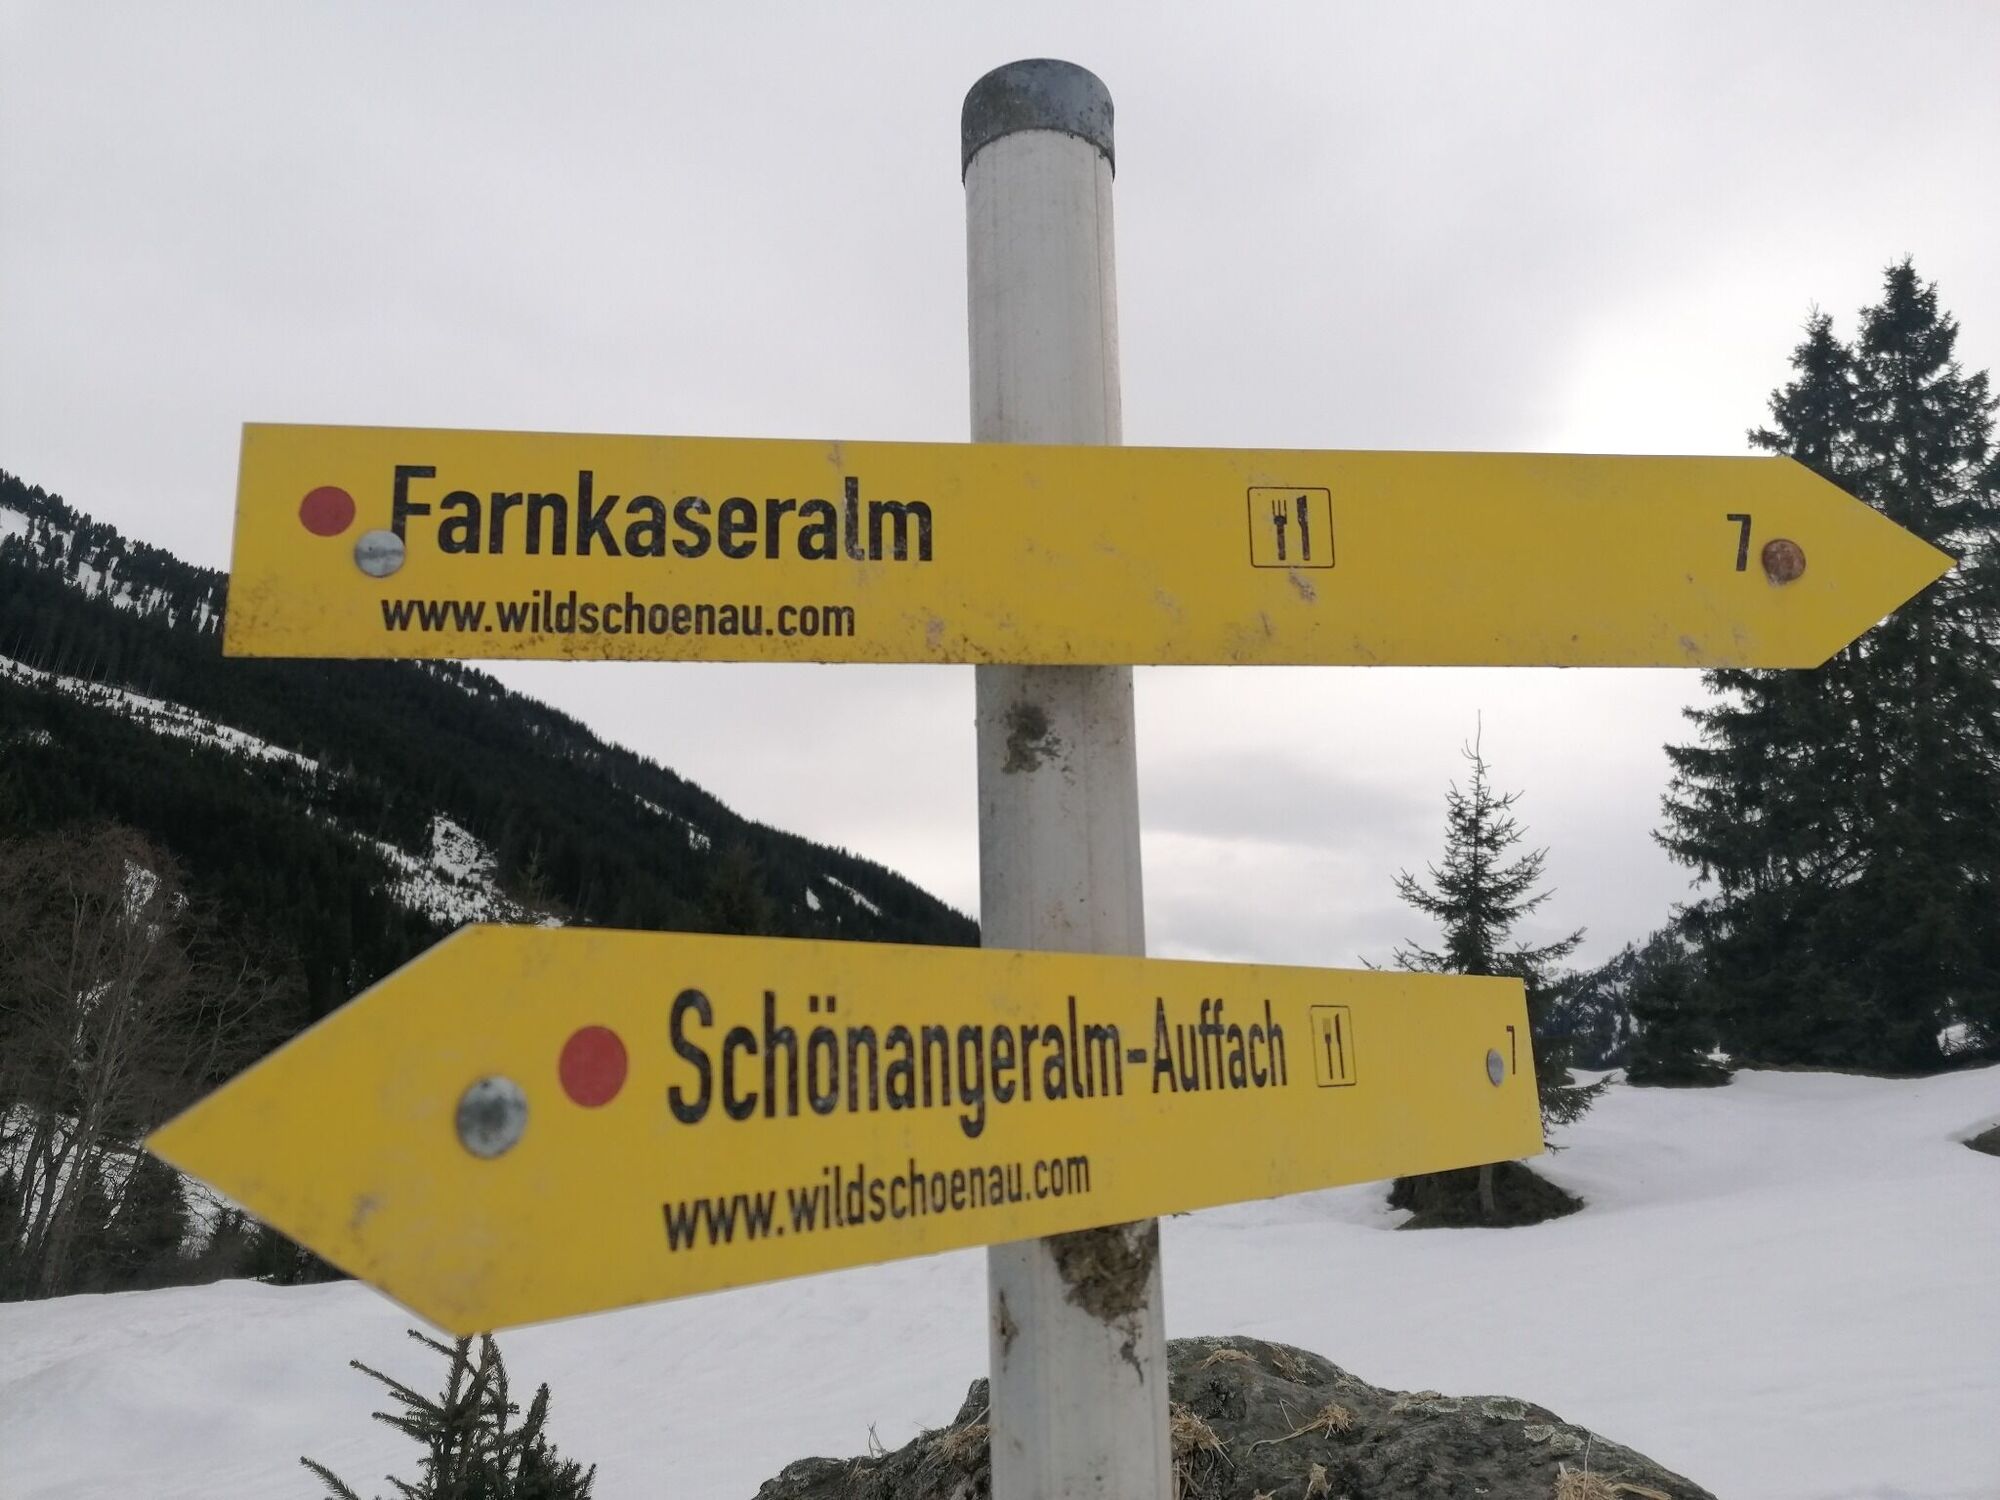 Farnkaseralm 7
www.wildschoenau.com
Schönangeralm-Auffach 7
www.wildschoenau.com